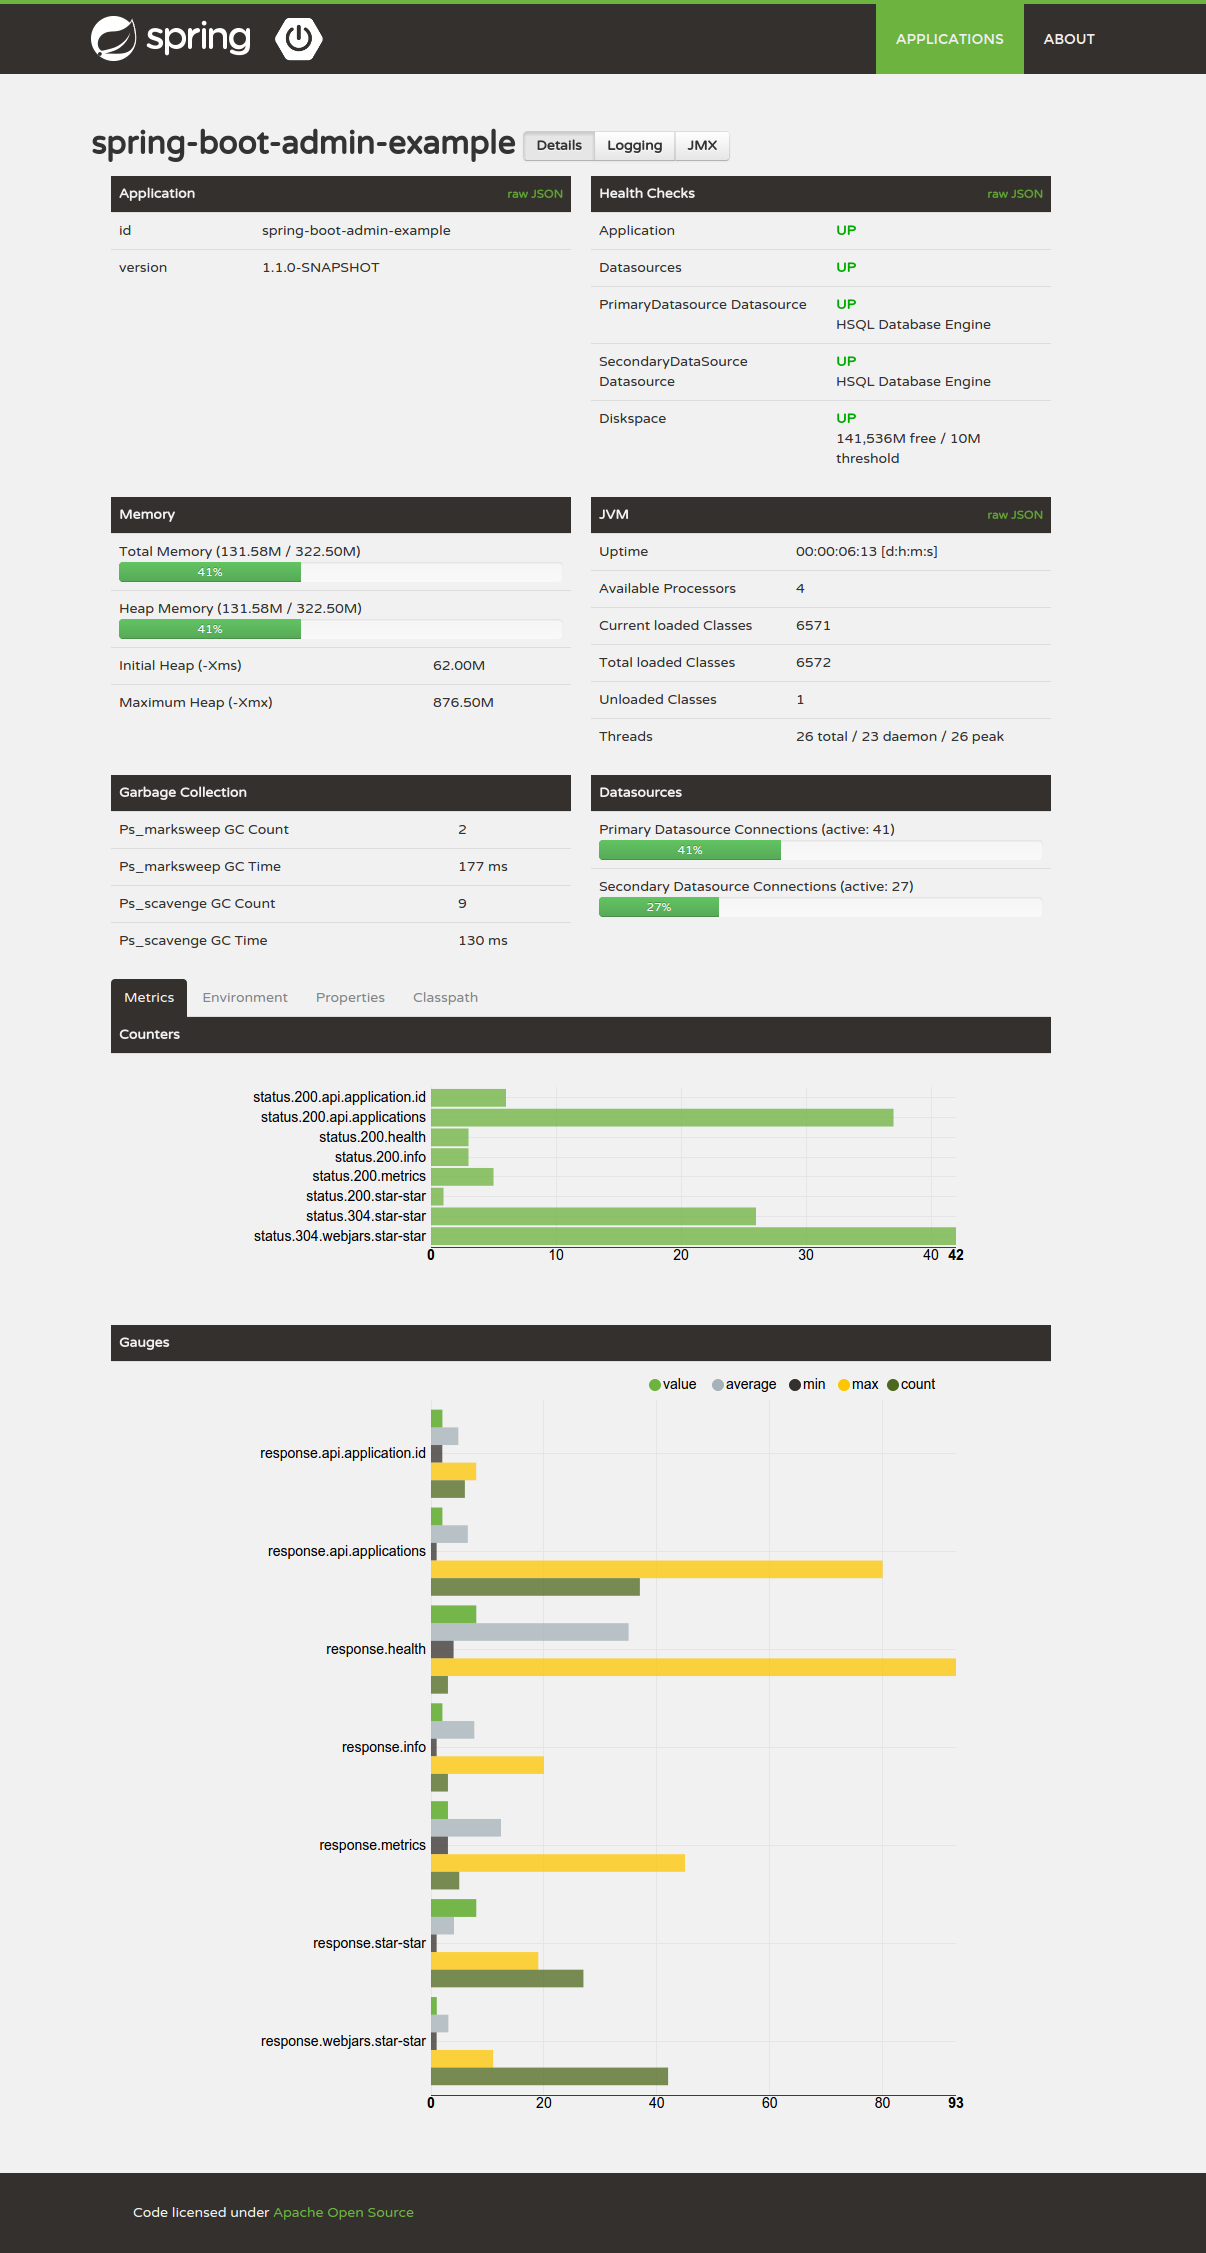 spring
APPLICATIONS
ABOUT
spring-boot-admin-example
Details
Logging
JMX
Application
raw JSON
id
spring-boot-admin-example
version
1.1.0-SNAPSHOT
Health Checks
raw JSON
Application
UP
Datasources
UP
PrimaryDatasource Datasource
UP
HSQL Database Engine
SecondaryDataSource
Datasource
UP
HSQL Database Engine
Diskspace
UP
141,536M free / 10M
threshold
Memory
Total Memory (131.58M / 322.50M)
41%
Heap Memory (131.58M / 322.50M)
41%
Initial Heap (-Xms)
62.00M
Maximum Heap (-Xmx)
876.50M
JVM
raw JSON
Uptime
00:00:06:13 [d:h:m:s]
Available Processors
4
Current loaded Classes
6571
Total loaded Classes
6572
Unloaded Classes
1
Threads
26 total / 23 daemon / 26 peak
Garbage Collection
Ps_marksweep GC Count
2
Ps_marksweep GC Time
177 ms
Ps_scavenge GC Count
9
Ps_scavenge GC Time
130 ms
Datasources
Primary Datasource Connections (active: 41)
41%
Secondary Datasource Connections (active: 27)
27%
Metrics
Environment
Properties
Classpath
Counters
status.200.api.application.id
status.200.api.applications
status.200.health
status.200.info
status.200.metrics
status.200.star-star
status.304.star-star
status.304.webjars.star-star
0
10
20
30
40
42
Gauges
value
average
min
max
count
response.api.application.id
response.api.applications
response.health
response.info
response.metrics
response.star-star
response.webjars.star-star
0
20
40
60
80
93
Code licensed under Apache Open Source